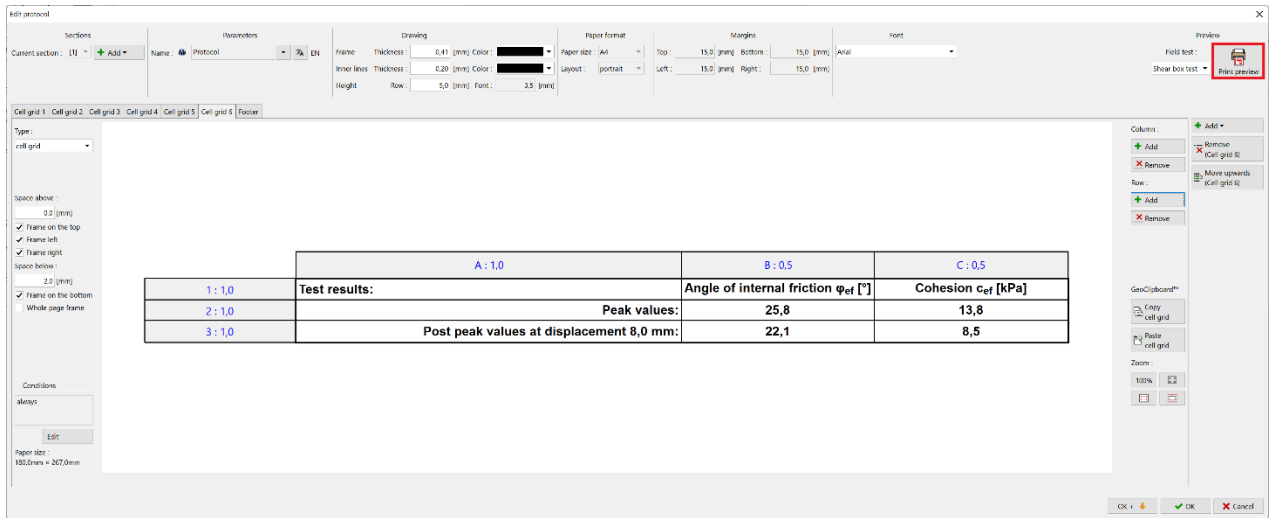 Edit protocol
Sections Parameters Drawing Paper format Margins Font Preview
Current section : [1] + Add Name : Protocol EN Frame Thickness : 0,41 [mm] Color : Paper size : A4 Top : 15,0 [mm] Bottom : 15,0 [mm] Arial Field test :
Inner lines Thickness : 0,20 [mm] Color : Layout : portrait Left : 15,0 [mm] Right : 15,0 [mm] Shear box test Print preview
Height Row : 5,0 [mm] Font : 3,5 [mm]
Cell grid 1 Cell grid 2 Cell grid 3 Cell grid 4 Cell grid 5 Cell grid 6 Footer
Type :
cell grid
Space above :
0,0 [mm]
Frame on the top
Frame left
Frame right
Space below :
2,0 [mm]
Frame on the bottom
Whole page frame
Conditions
always
Edit
Paper size :
180,0mm × 267,0mm
A : 1,0 B : 0,5 C : 0,5
1 : 1,0 Test results: Angle of internal friction φef [°] Cohesion cef [kPa]
2 : 1,0 Peak values: 25,8 13,8
3 : 1,0 Post peak values at displacement 8,0 mm: 22,1 8,5
Column :
+ Add
Remove
Row :
+ Add
Remove
GeoClipboard™
Copy
cell grid
Paste
cell grid
Zoom :
100%
+ Add
Remove
(Cell grid 6)
Move upwards
(Cell grid 6)
OK + OK Cancel